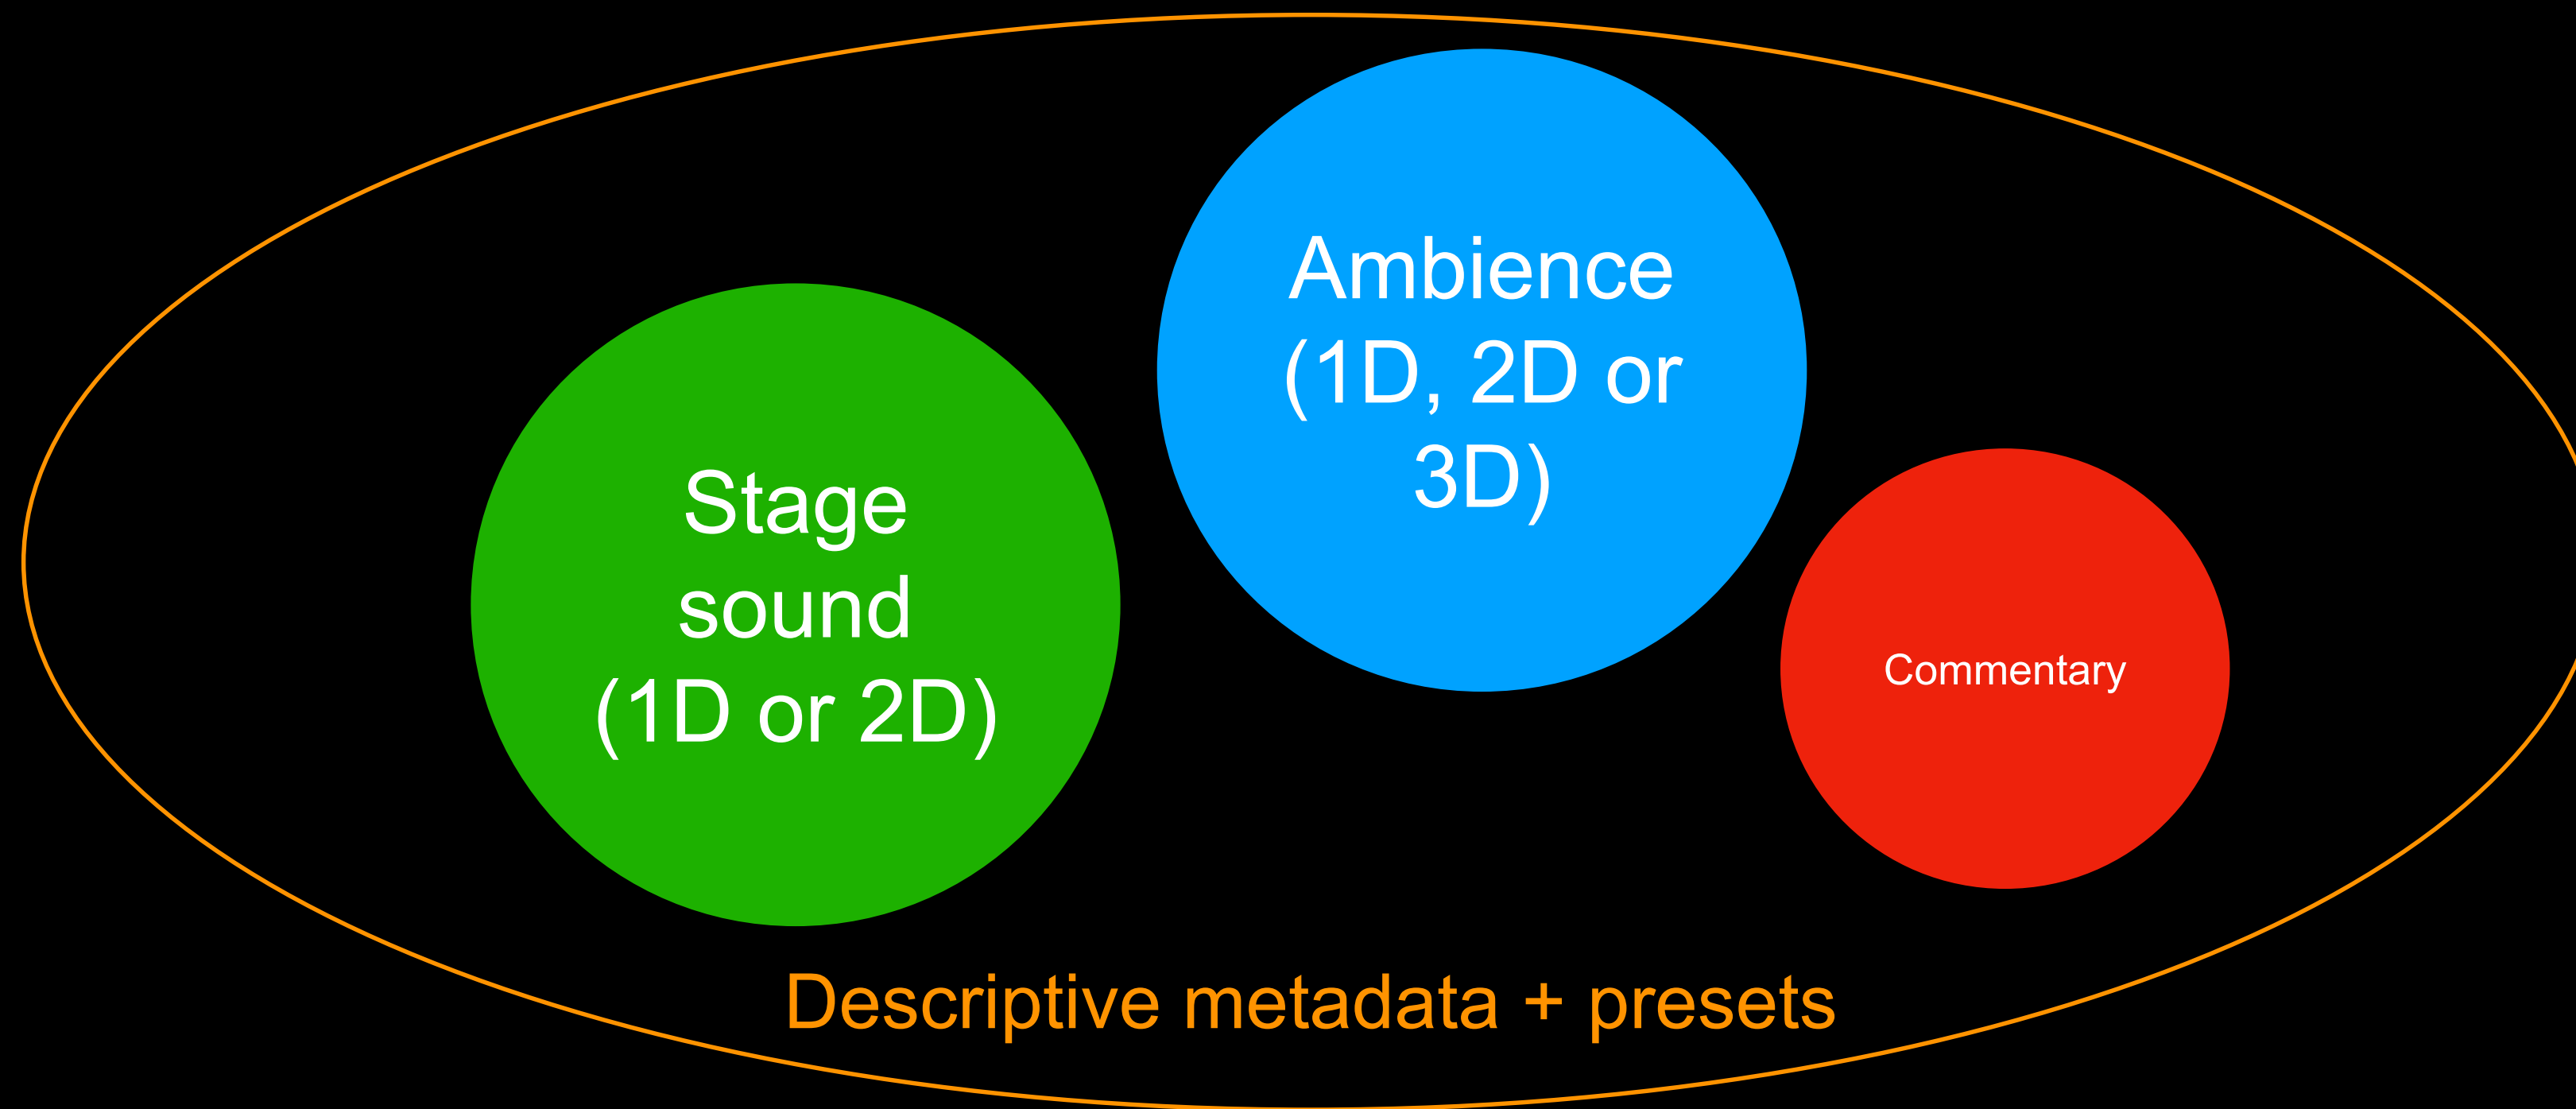 Stage
sound
(1D or 2D)
Ambience
(1D, 2D or
3D)
Commentary
Descriptive metadata + presets